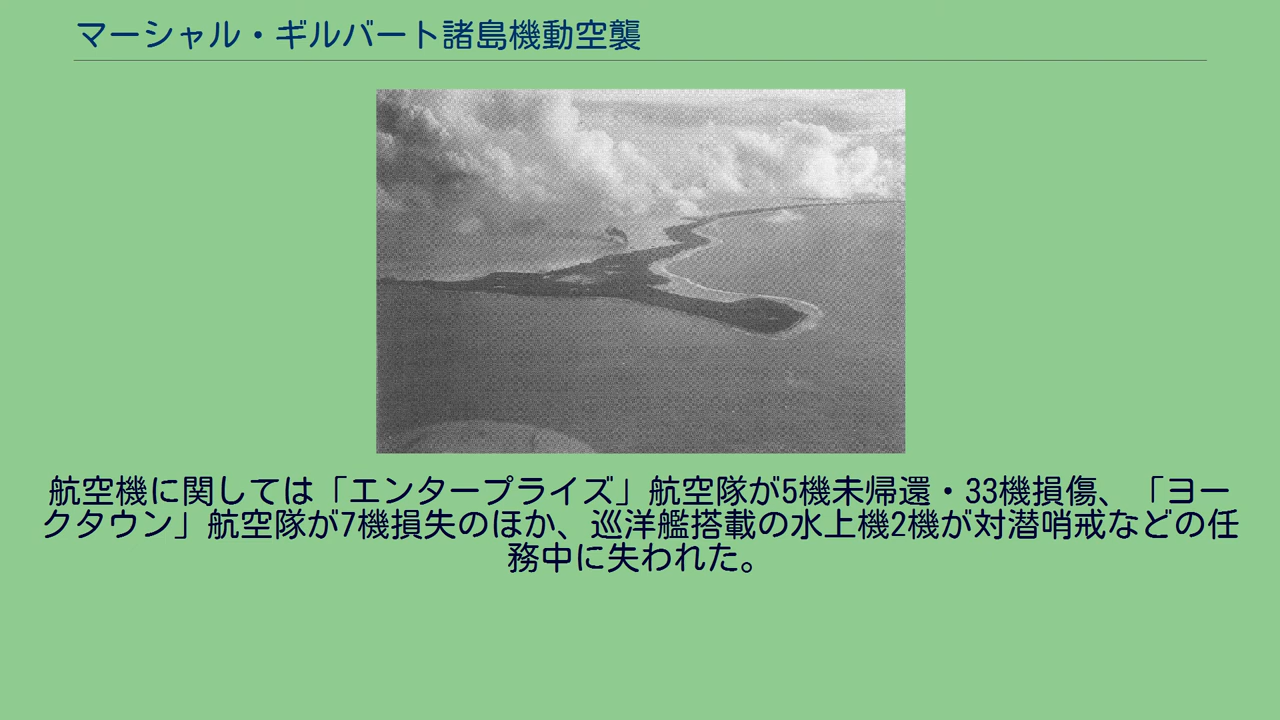 マーシャル・ギルバート諸島機動空襲
航空機に関しては「エンタープライズ」航空隊が5機未帰還・33機損傷、「ヨー
クタウン」航空隊が7機損失のほか、巡洋艦搭載の水上機2機が対潜哨戒などの任
務中に失われた。